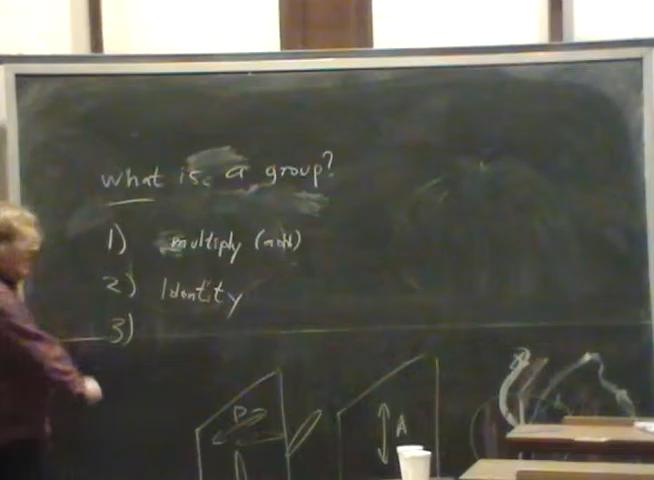 What is a group?
1) multiply (add)
2) Identity
3)
P
A